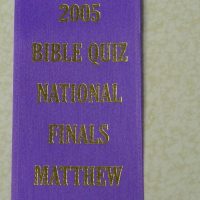 2005
BIBLE QUIZ
NATIONAL
FINALS
MATTHEW